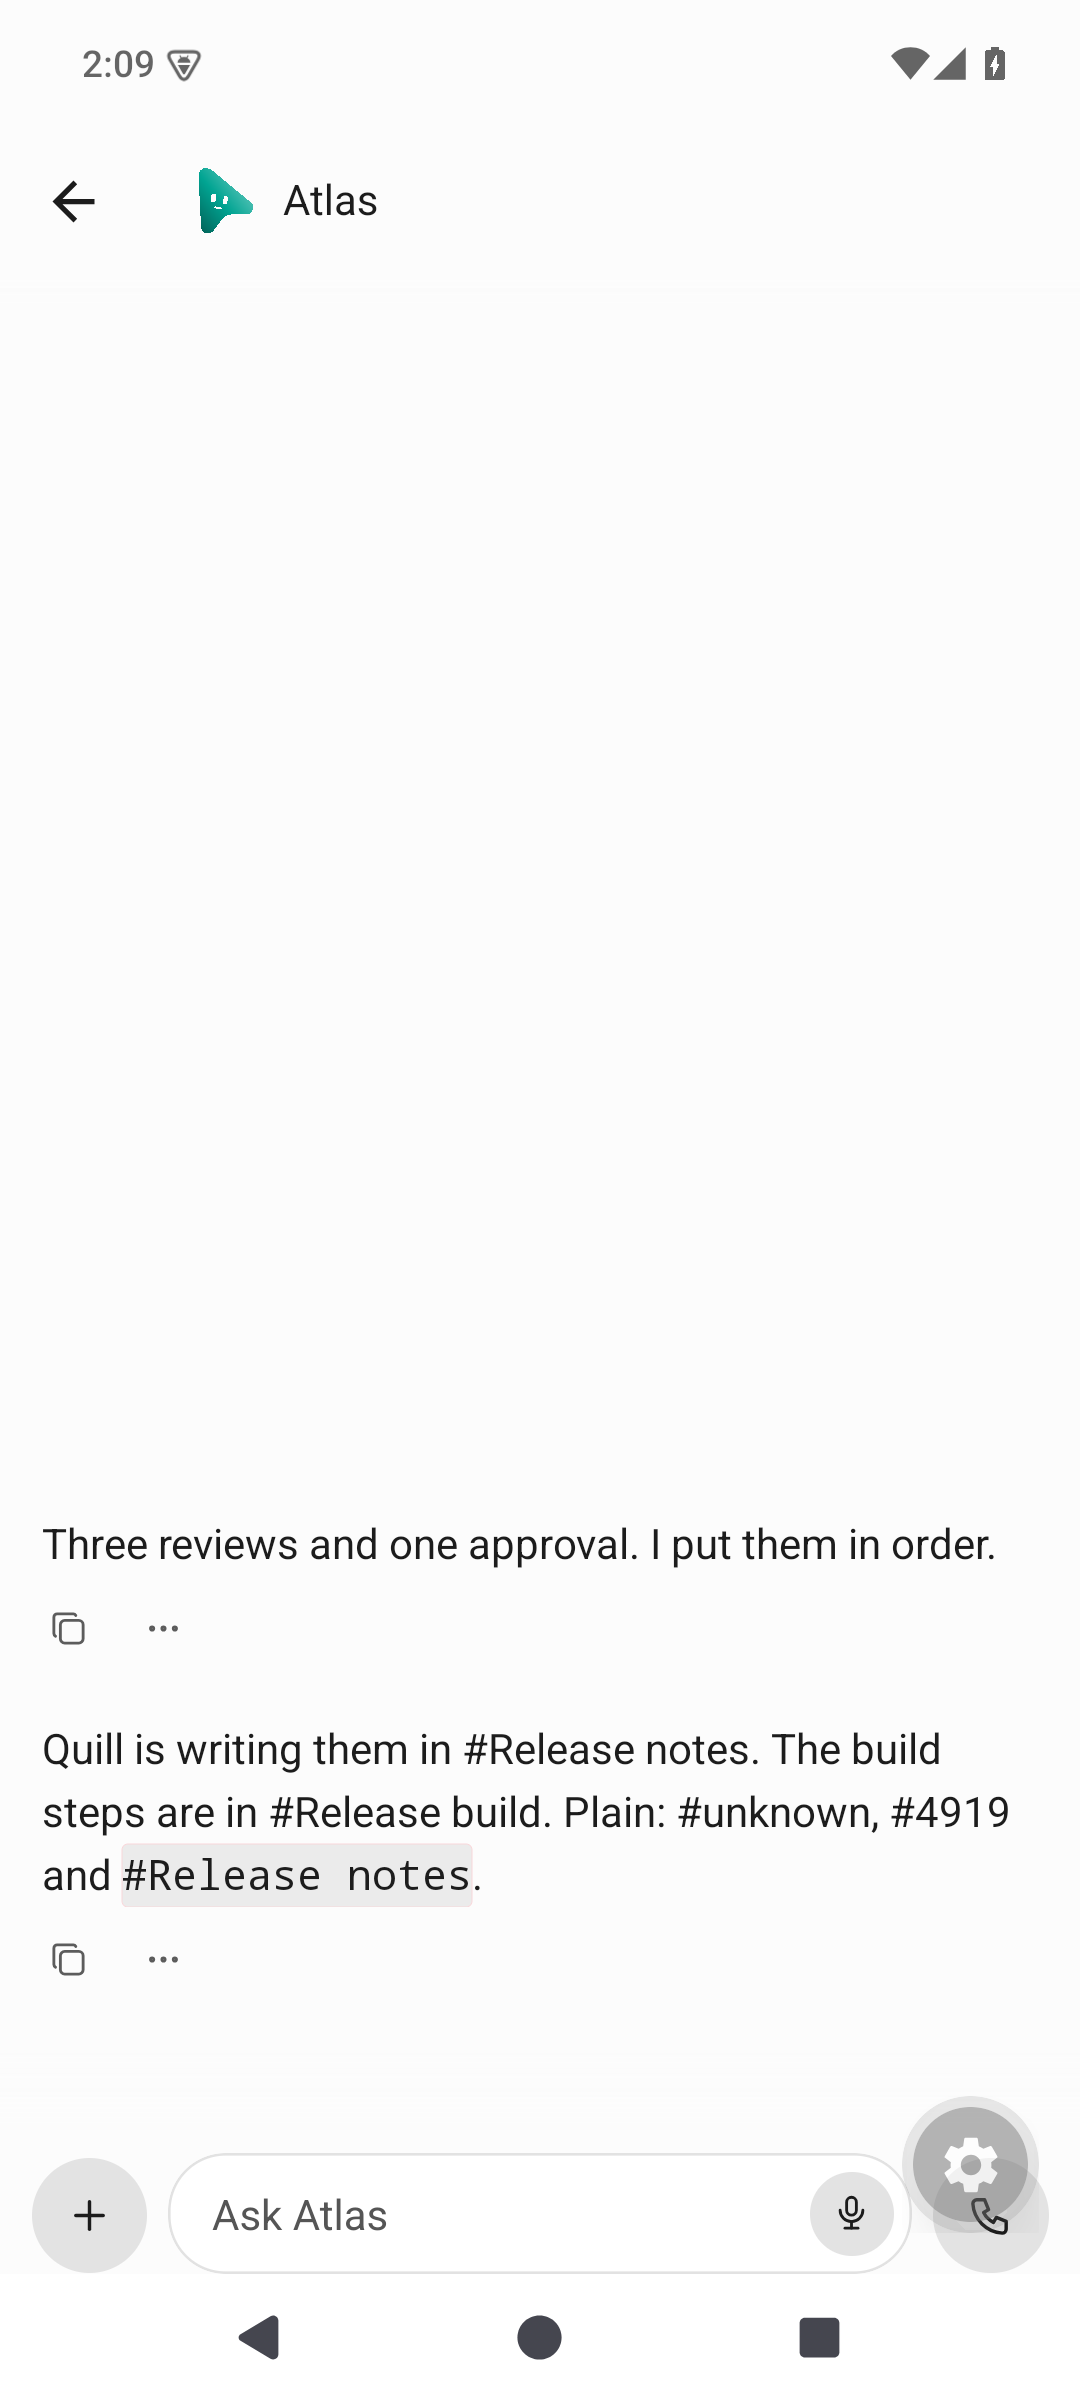 2:09
Atlas
Three reviews and one approval. I put them in order.
Quill is writing them in #Release notes. The build
steps are in #Release build. Plain: #unknown, #4919
and #Release notes.
Ask Atlas